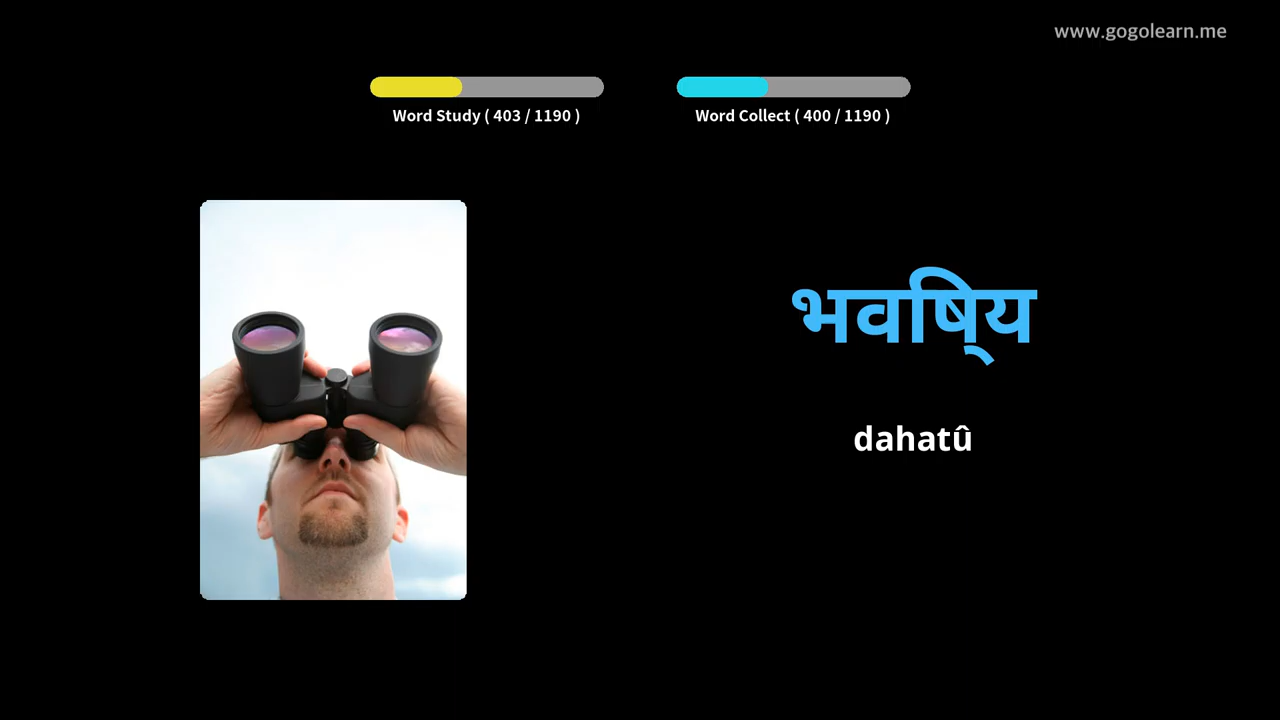 www.gogolearn.me
Word Study ( 403 / 1190 )
Word Collect ( 400 / 1190 )
भविष्य
dahatû